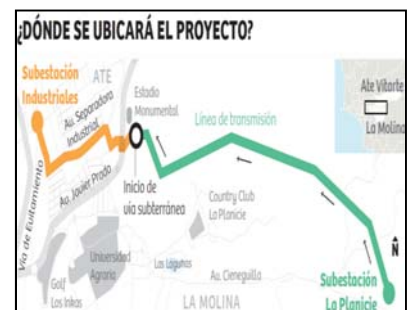 ¿DÓNDE SE UBICARÁ EL PROYECTO?
Subestación
Industriales
ATE
Av. Separadora
Industrial
Estadio
Monumental
Línea de transmisión
Ate Vitarte
La Molina
Vía de Evitamiento
Av. Javier Prado
Inicio de
vía subterránea
Country Club
La Planicie
N
Universidad
Agraria
Las Lagunas
Av. Cieneguilla
Golf
Los Inkas
LA MOLINA
Subestación
La Planicie